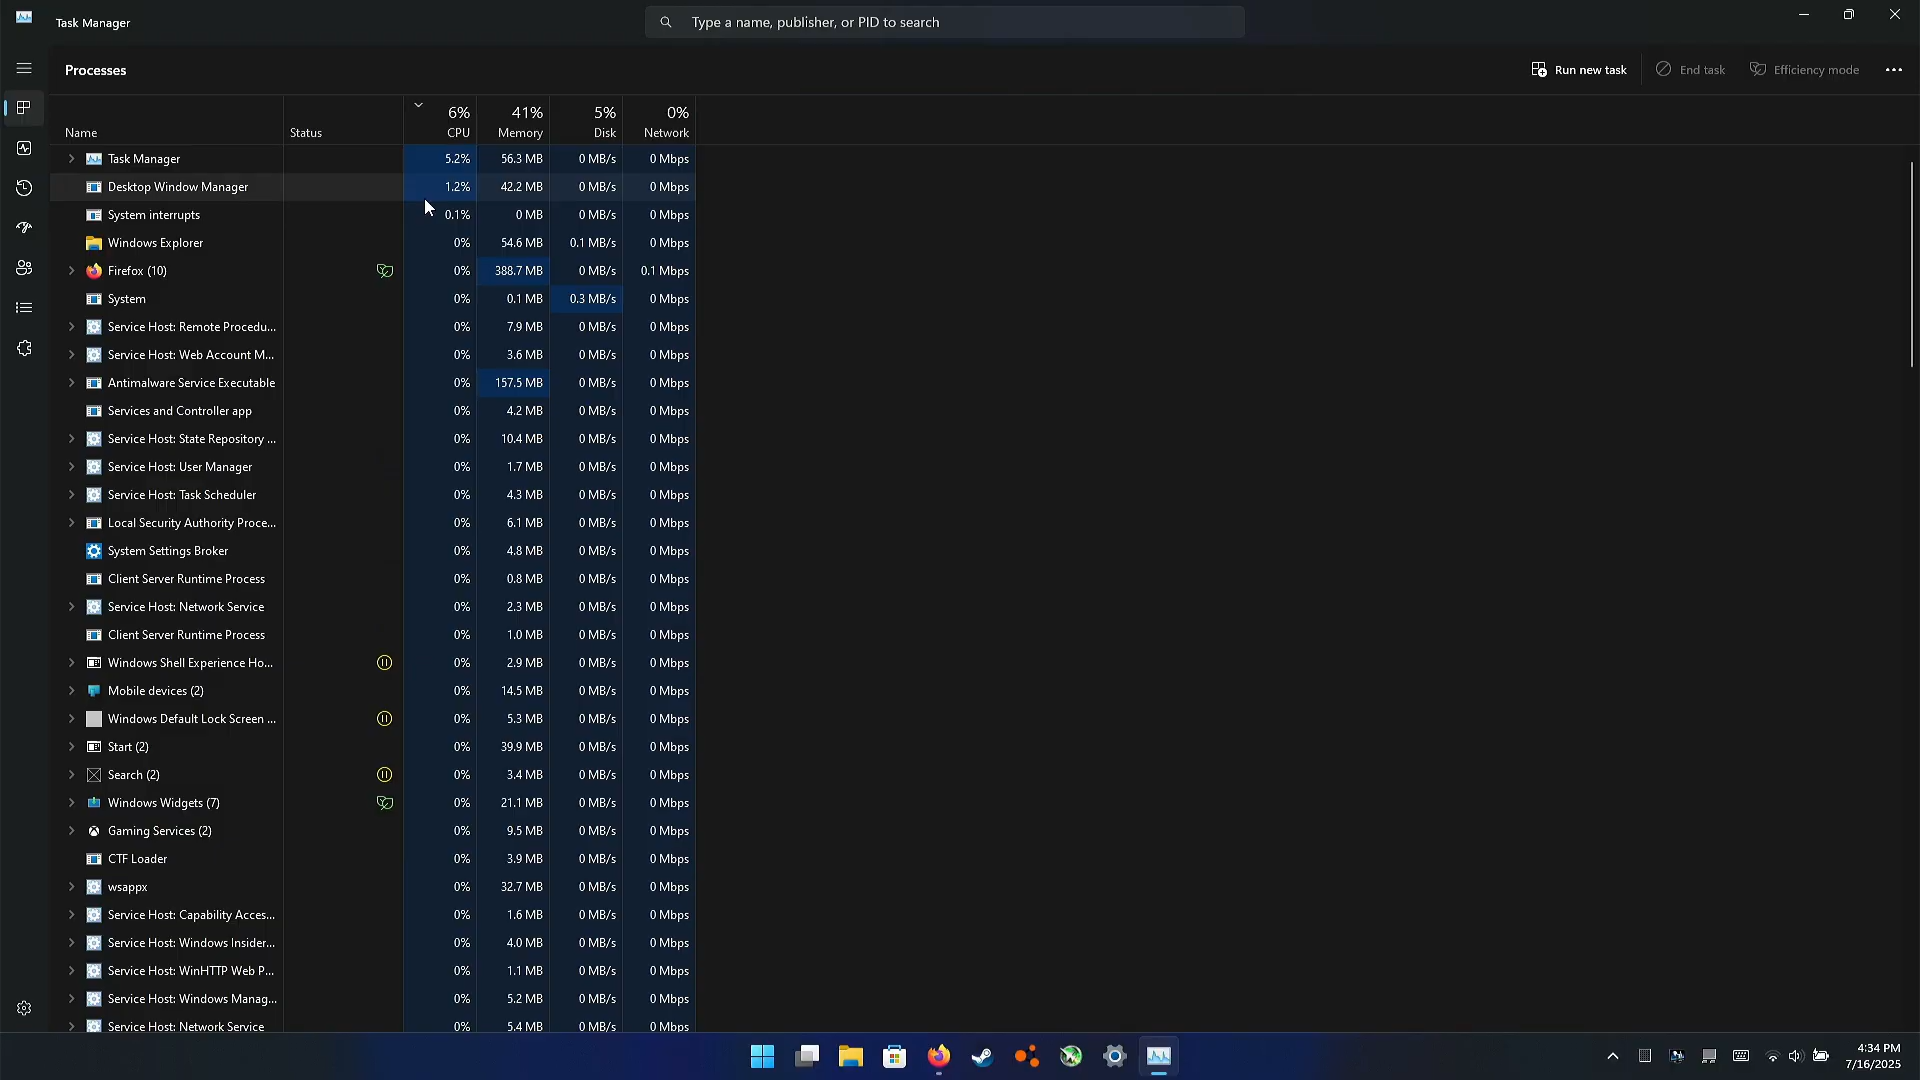 Task Manager
Type a name, publisher, or PID to search
Processes
Run new task
End task
Efficiency mode
6% 41% 5% 0%
Name Status CPU Memory Disk Network
Task Manager 5.2% 56.3 MB 0 MB/s 0 Mbps
Desktop Window Manager 1.2% 42.2 MB 0 MB/s 0 Mbps
System interrupts 0.1% 0 MB 0 MB/s 0 Mbps
Windows Explorer 0% 54.6 MB 0.1 MB/s 0 Mbps
Firefox (10) 0% 388.7 MB 0 MB/s 0.1 Mbps
System 0% 0.1 MB 0.3 MB/s 0 Mbps
Service Host: Remote Procedu... 0% 7.9 MB 0 MB/s 0 Mbps
Service Host: Web Account M... 0% 3.6 MB 0 MB/s 0 Mbps
Antimalware Service Executable 0% 157.5 MB 0 MB/s 0 Mbps
Services and Controller app 0% 4.2 MB 0 MB/s 0 Mbps
Service Host: State Repository ... 0% 10.4 MB 0 MB/s 0 Mbps
Service Host: User Manager 0% 1.7 MB 0 MB/s 0 Mbps
Service Host: Task Scheduler 0% 4.3 MB 0 MB/s 0 Mbps
Local Security Authority Proce... 0% 6.1 MB 0 MB/s 0 Mbps
System Settings Broker 0% 4.8 MB 0 MB/s 0 Mbps
Client Server Runtime Process 0% 0.8 MB 0 MB/s 0 Mbps
Service Host: Network Service 0% 2.3 MB 0 MB/s 0 Mbps
Client Server Runtime Process 0% 1.0 MB 0 MB/s 0 Mbps
Windows Shell Experience Ho... 0% 2.9 MB 0 MB/s 0 Mbps
Mobile devices (2) 0% 14.5 MB 0 MB/s 0 Mbps
Windows Default Lock Screen ... 0% 5.3 MB 0 MB/s 0 Mbps
Start (2) 0% 39.9 MB 0 MB/s 0 Mbps
Search (2) 0% 3.4 MB 0 MB/s 0 Mbps
Windows Widgets (7) 0% 21.1 MB 0 MB/s 0 Mbps
Gaming Services (2) 0% 9.5 MB 0 MB/s 0 Mbps
CTF Loader 0% 3.9 MB 0 MB/s 0 Mbps
wsappx 0% 32.7 MB 0 MB/s 0 Mbps
Service Host: Capability Acces... 0% 1.6 MB 0 MB/s 0 Mbps
Service Host: Windows Insider... 0% 4.0 MB 0 MB/s 0 Mbps
Service Host: WinHTTP Web P... 0% 1.1 MB 0 MB/s 0 Mbps
Service Host: Windows Manag... 0% 5.2 MB 0 MB/s 0 Mbps
Service Host: Network Service 0% 5.4 MB 0 MB/s 0 Mbps
4:34 PM
7/16/2025